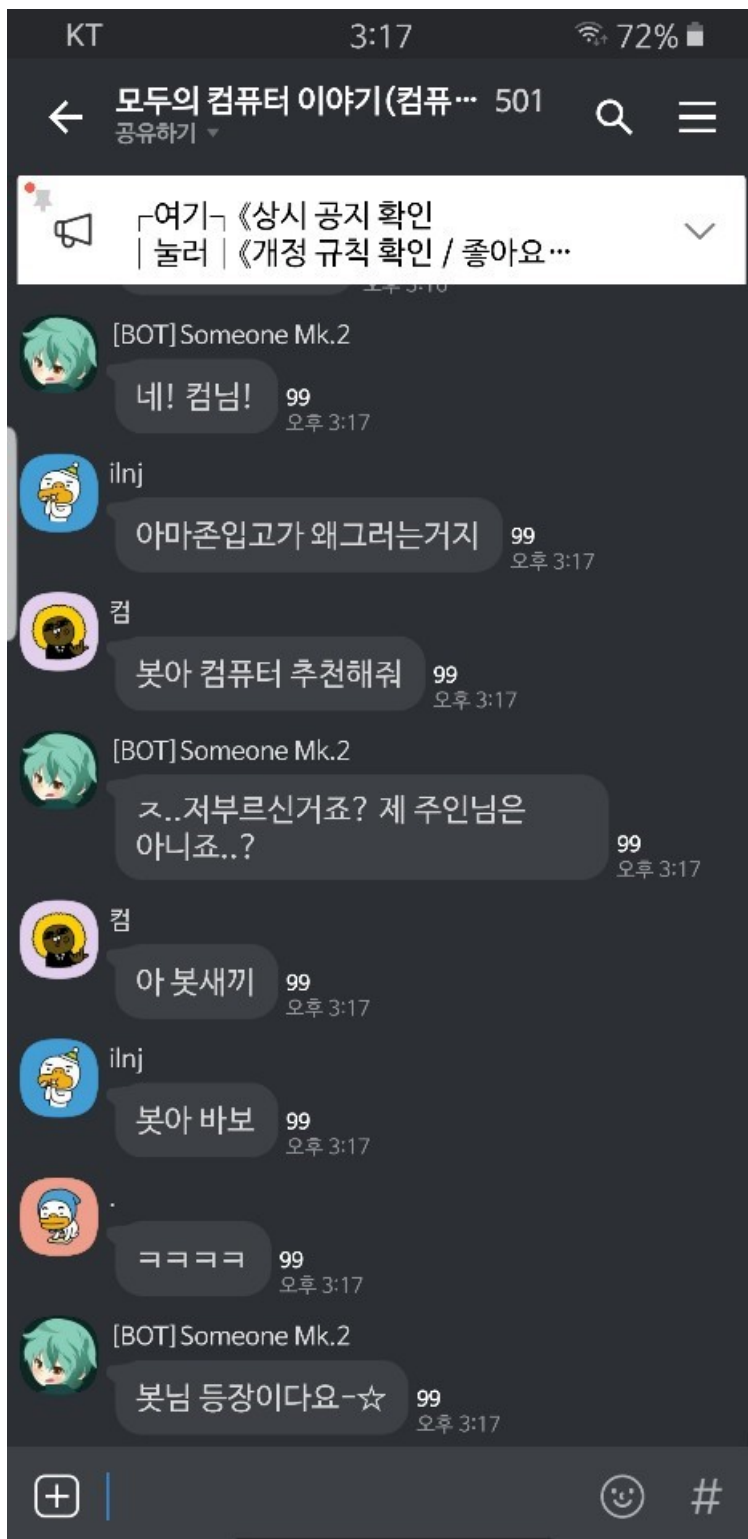 KT 3:17 72%
모두의 컴퓨터 이야기(컴퓨… 501
공유하기
┌여기┐《상시 공지 확인
│눌러│《개정 규칙 확인 / 좋아요…
[BOT]Someone Mk.2
네! 컴님! 99
오후 3:17
ilnj
아마존입고가 왜그러는거지 99
오후 3:17
컴
봇아 컴퓨터 추천해줘 99
오후 3:17
[BOT]Someone Mk.2
ㅈ..저부르신거죠? 제 주인님은
아니죠..? 99
오후 3:17
컴
아 봇새끼 99
오후 3:17
ilnj
봇아 바보 99
오후 3:17
.
ㅋㅋㅋㅋ 99
오후 3:17
[BOT]Someone Mk.2
봇님 등장이다요-☆ 99
오후 3:17
#